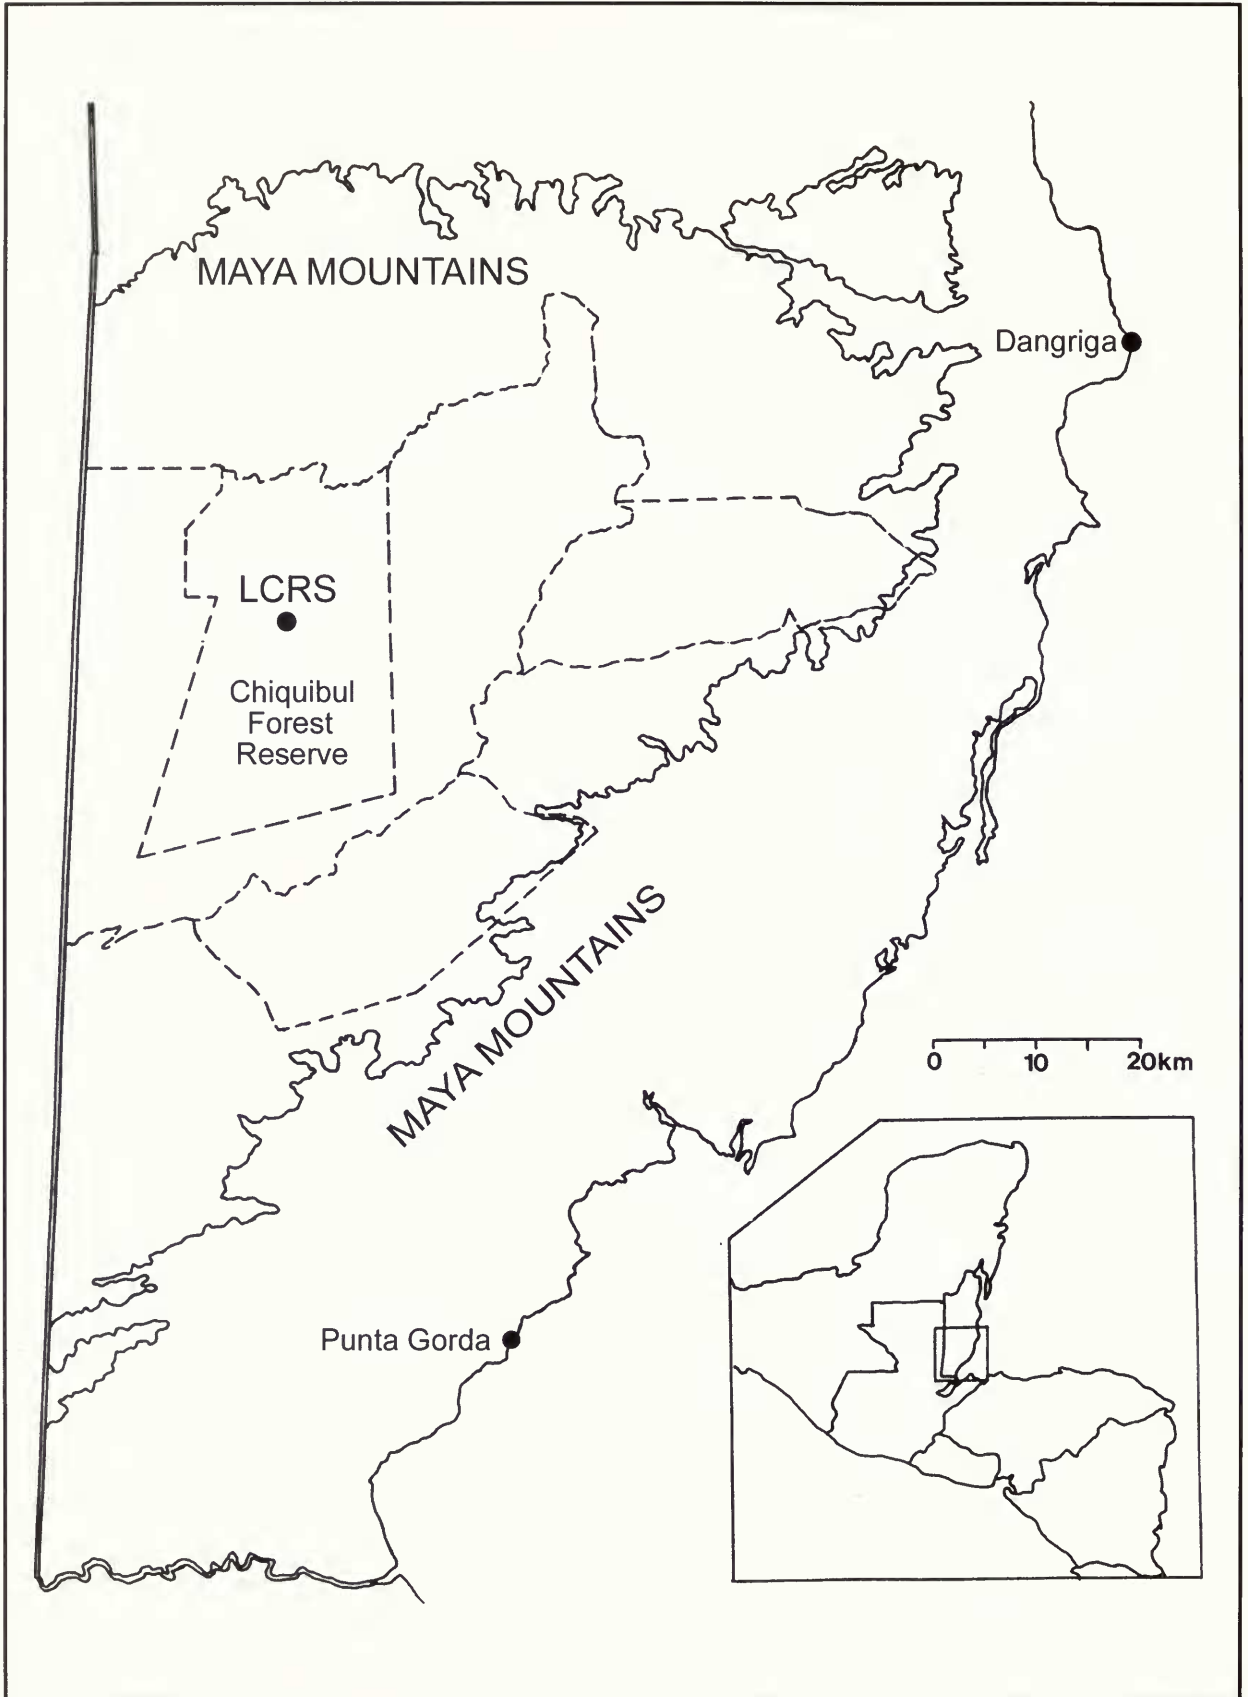 MAYA MOUNTAINS
Dangriga
LCRS
Chiquibul
Forest
Reserve
MAYA MOUNTAINS
0 10 20km
Punta Gorda